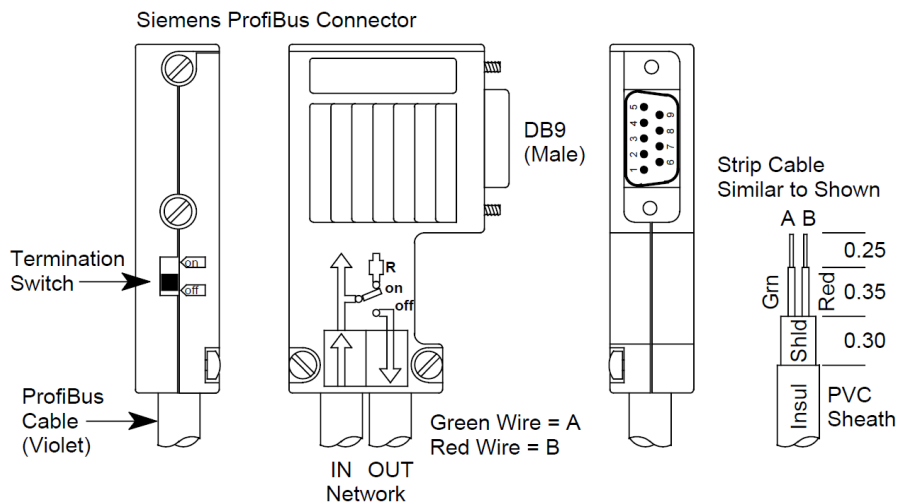 Siemens ProfiBus Connector
DB9
(Male)
5
4
3
2
1
9
8
7
6
Strip Cable
Similar to Shown
A B
0.25
Grn
Red
0.35
Shld
0.30
Insul
PVC
Sheath
Termination
Switch
on
off
R
on
off
ProfiBus
Cable
(Violet)
Green Wire = A
Red Wire = B
IN OUT
Network